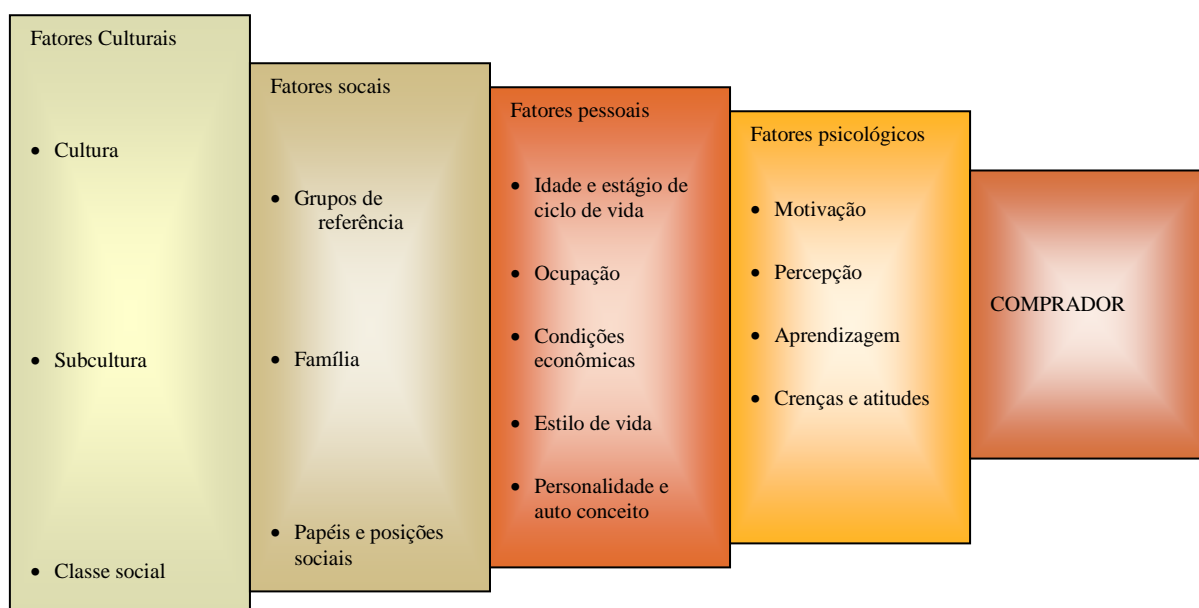 Fatores Culturais
• Cultura
• Subcultura
• Classe social
Fatores socais
• Grupos de
referência
• Família
• Papéis e posições
sociais
Fatores pessoais
• Idade e estágio de
ciclo de vida
• Ocupação
• Condições
econômicas
• Estilo de vida
• Personalidade e
auto conceito
Fatores psicológicos
• Motivação
• Percepção
• Aprendizagem
• Crenças e atitudes
COMPRADOR